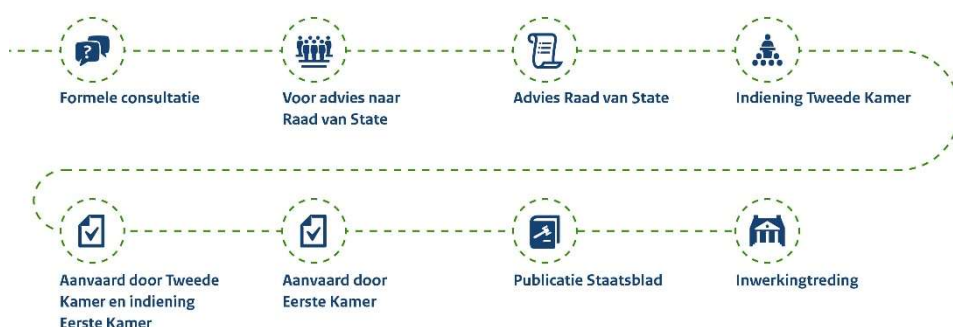 ?
Formele consultatie
Voor advies naar
Raad van State
Advies Raad van State
Indiening Tweede Kamer
Aanvaard door Tweede
Kamer en indiening
Eerste Kamer
Aanvaard door
Eerste Kamer
Publicatie Staatsblad
Inwerkingtreding